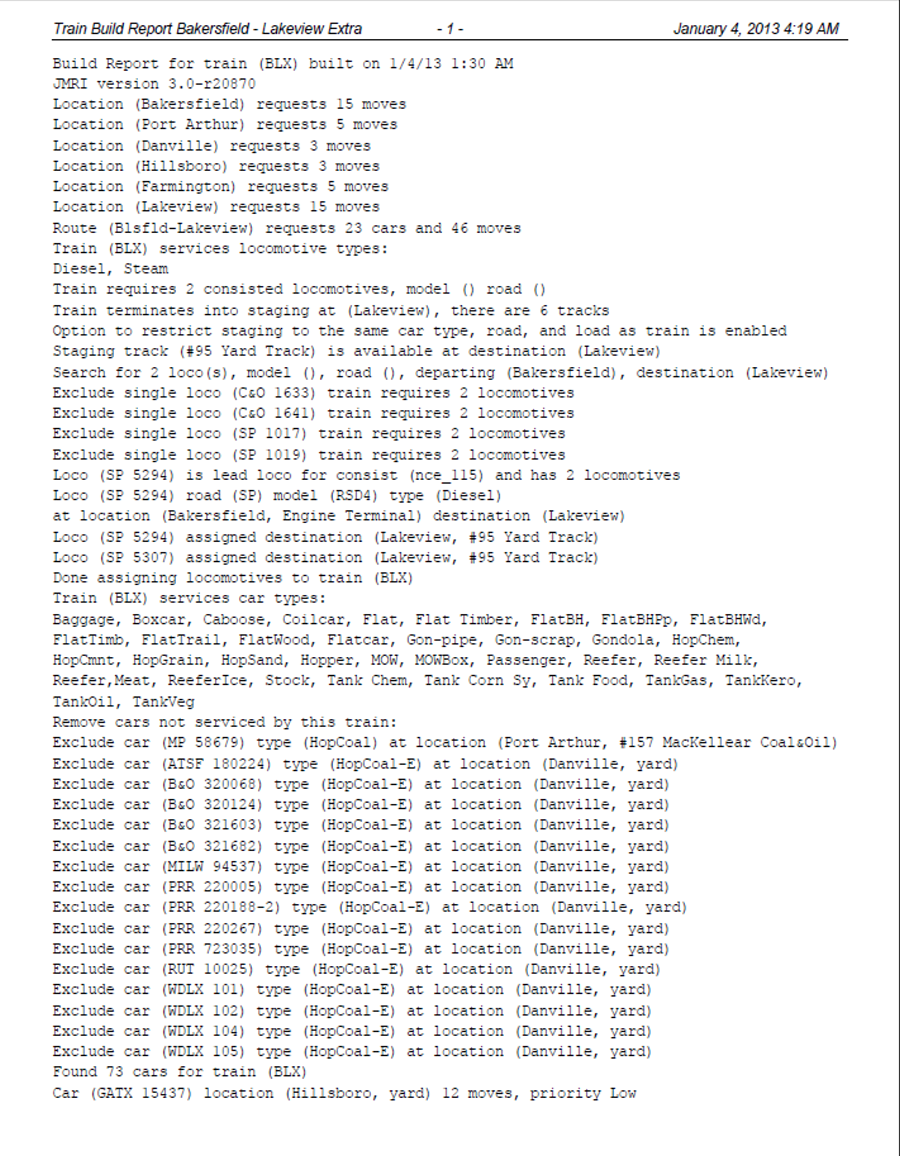 Train Build Report Bakersfield - Lakeview Extra - 1 - January 4, 2013 4:19 AM
Build Report for train (BLX) built on 1/4/13 1:30 AM
JMRI version 3.0-r20870
Location (Bakersfield) requests 15 moves
Location (Port Arthur) requests 5 moves
Location (Danville) requests 3 moves
Location (Hillsboro) requests 3 moves
Location (Farmington) requests 5 moves
Location (Lakeview) requests 15 moves
Route (Blsfld-Lakeview) requests 23 cars and 46 moves
Train (BLX) services locomotive types:
Diesel, Steam
Train requires 2 consisted locomotives, model () road ()
Train terminates into staging at (Lakeview), there are 6 tracks
Option to restrict staging to the same car type, road, and load as train is enabled
Staging track (#95 Yard Track) is available at destination (Lakeview)
Search for 2 loco(s), model (), road (), departing (Bakersfield), destination (Lakeview)
Exclude single loco (C&O 1633) train requires 2 locomotives
Exclude single loco (C&O 1641) train requires 2 locomotives
Exclude single loco (SP 1017) train requires 2 locomotives
Exclude single loco (SP 1019) train requires 2 locomotives
Loco (SP 5294) is lead loco for consist (nce_115) and has 2 locomotives
Loco (SP 5294) road (SP) model (RSD4) type (Diesel)
at location (Bakersfield, Engine Terminal) destination (Lakeview)
Loco (SP 5294) assigned destination (Lakeview, #95 Yard Track)
Loco (SP 5307) assigned destination (Lakeview, #95 Yard Track)
Done assigning locomotives to train (BLX)
Train (BLX) services car types:
Baggage, Boxcar, Caboose, Coilcar, Flat, Flat Timber, FlatBH, FlatBHPp, FlatBHWd,
FlatTimb, FlatTrail, FlatWood, Flatcar, Gon-pipe, Gon-scrap, Gondola, HopChem,
HopCmnt, HopGrain, HopSand, Hopper, MOW, MOWBox, Passenger, Reefer, Reefer Milk,
Reefer,Meat, ReeferIce, Stock, Tank Chem, Tank Corn Sy, Tank Food, TankGas, TankKero,
TankOil, TankVeg
Remove cars not serviced by this train:
Exclude car (MP 58679) type (HopCoal) at location (Port Arthur, #157 MacKellear Coal&Oil)
Exclude car (ATSF 180224) type (HopCoal-E) at location (Danville, yard)
Exclude car (B&O 320068) type (HopCoal-E) at location (Danville, yard)
Exclude car (B&O 320124) type (HopCoal-E) at location (Danville, yard)
Exclude car (B&O 321603) type (HopCoal-E) at location (Danville, yard)
Exclude car (B&O 321682) type (HopCoal-E) at location (Danville, yard)
Exclude car (MILW 94537) type (HopCoal-E) at location (Danville, yard)
Exclude car (PRR 220005) type (HopCoal-E) at location (Danville, yard)
Exclude car (PRR 220188-2) type (HopCoal-E) at location (Danville, yard)
Exclude car (PRR 220267) type (HopCoal-E) at location (Danville, yard)
Exclude car (PRR 723035) type (HopCoal-E) at location (Danville, yard)
Exclude car (RUT 10025) type (HopCoal-E) at location (Danville, yard)
Exclude car (WDLX 101) type (HopCoal-E) at location (Danville, yard)
Exclude car (WDLX 102) type (HopCoal-E) at location (Danville, yard)
Exclude car (WDLX 104) type (HopCoal-E) at location (Danville, yard)
Exclude car (WDLX 105) type (HopCoal-E) at location (Danville, yard)
Found 73 cars for train (BLX)
Car (GATX 15437) location (Hillsboro, yard) 12 moves, priority Low